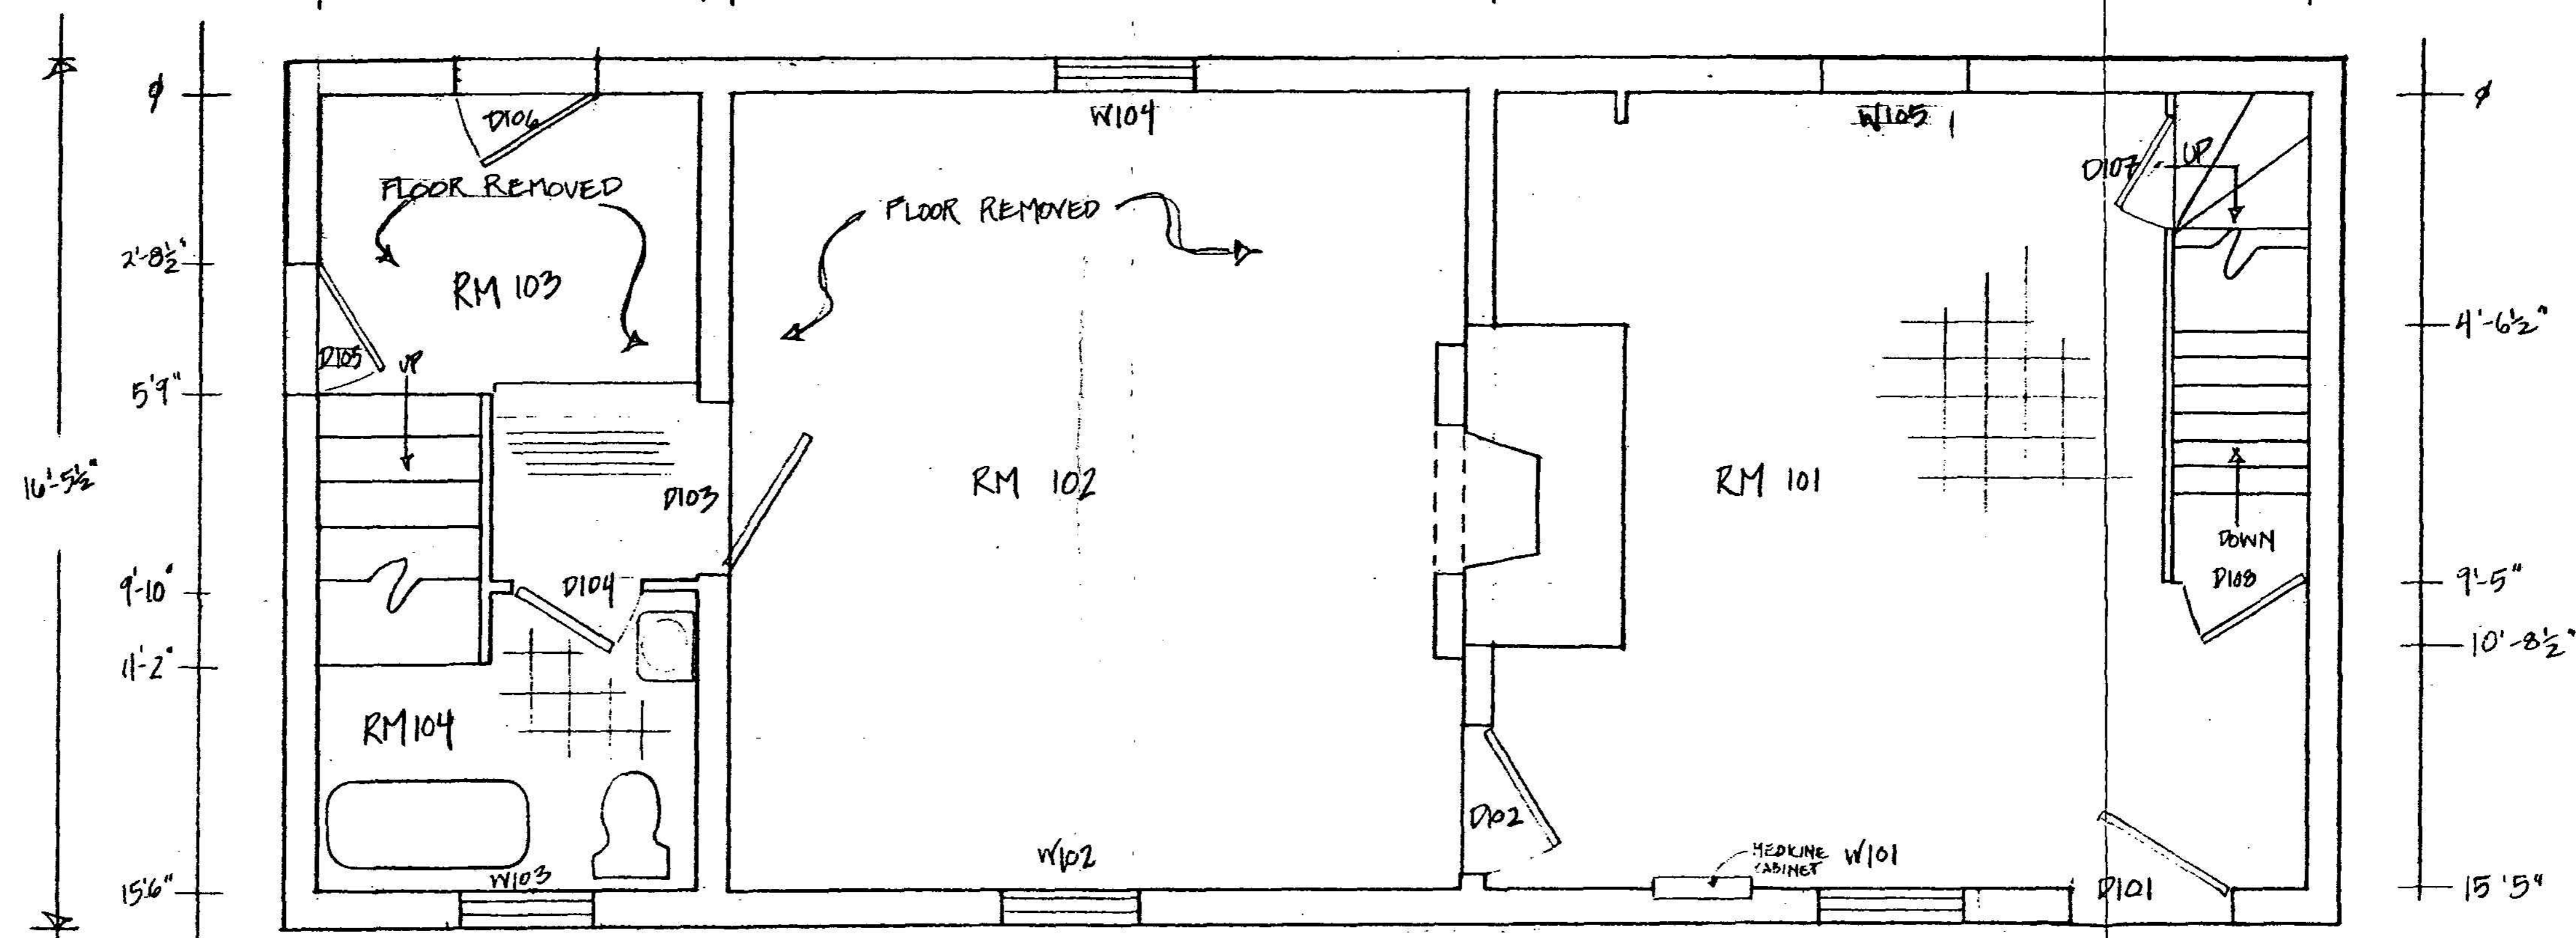 16'-5½"
ϕ
2'-8½"
5'9"
9'-10"
11'-2"
15'6"
D106
FLOOR REMOVED
RM 103
D105
UP
D103
D104
RM 104
W103
W104
FLOOR REMOVED
RM 102
W102
W105
D107
UP
RM 101
DOWN
D108
D102
MEDICINE
CABINET
W101
D101
ϕ
4'-6½"
9'-5"
10'-8½"
15'5"